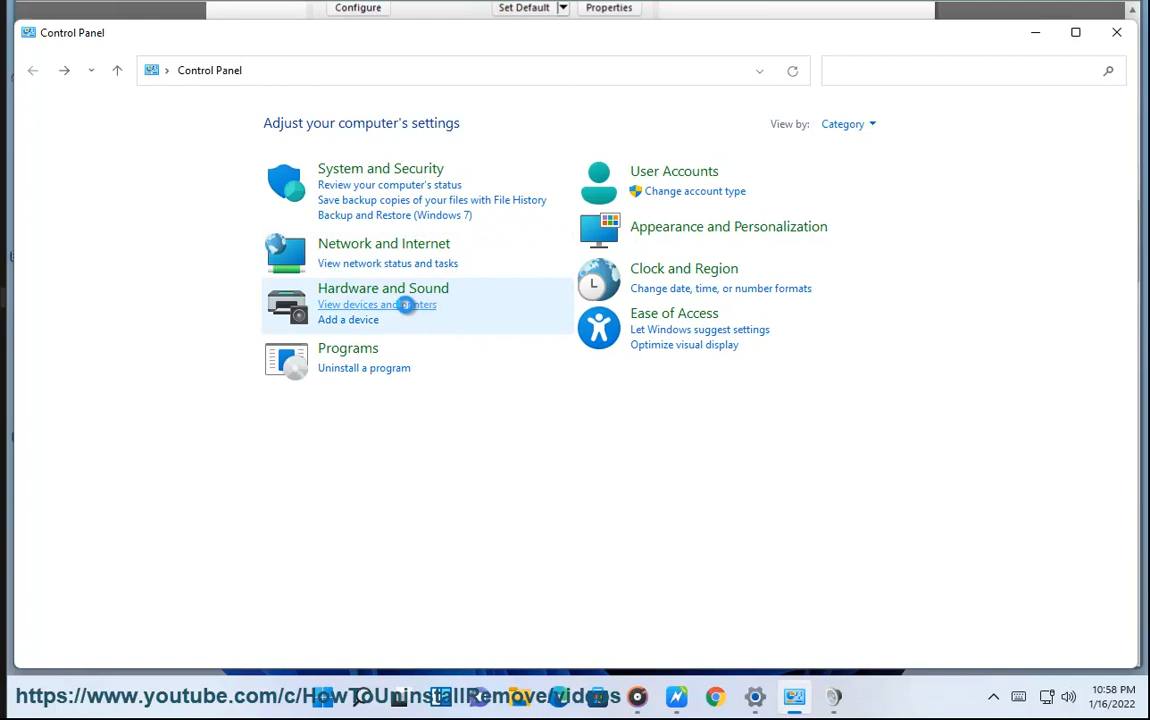 Configure
Set Default
Properties
Control Panel
Control Panel
Adjust your computer's settings
View by:
Category
System and Security
Review your computer's status
Save backup copies of your files with File History
Backup and Restore (Windows 7)
Network and Internet
View network status and tasks
Hardware and Sound
View devices and printers
Add a device
Programs
Uninstall a program
User Accounts
Change account type
Appearance and Personalization
Clock and Region
Change date, time, or number formats
Ease of Access
Let Windows suggest settings
Optimize visual display
https://www.youtube.com/c/HowToUninstallRemove/videos
10:58 PM
1/16/2022